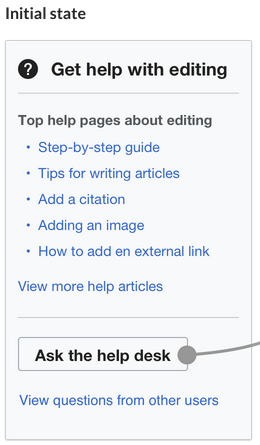 Initial state
? Get help with editing
Top help pages about editing
• Step-by-step guide
• Tips for writing articles
• Add a citation
• Adding an image
• How to add en external link
View more help articles
Ask the help desk
View questions from other users